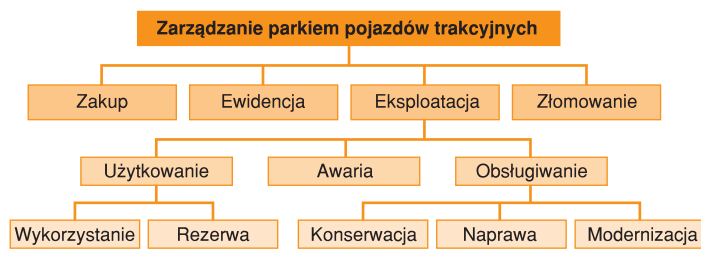 Zarządzanie parkiem pojazdów trakcyjnych
Zakup
Ewidencja
Eksploatacja
Złomowanie
Użytkowanie
Awaria
Obsługiwanie
Wykorzystanie
Rezerwa
Konserwacja
Naprawa
Modernizacja